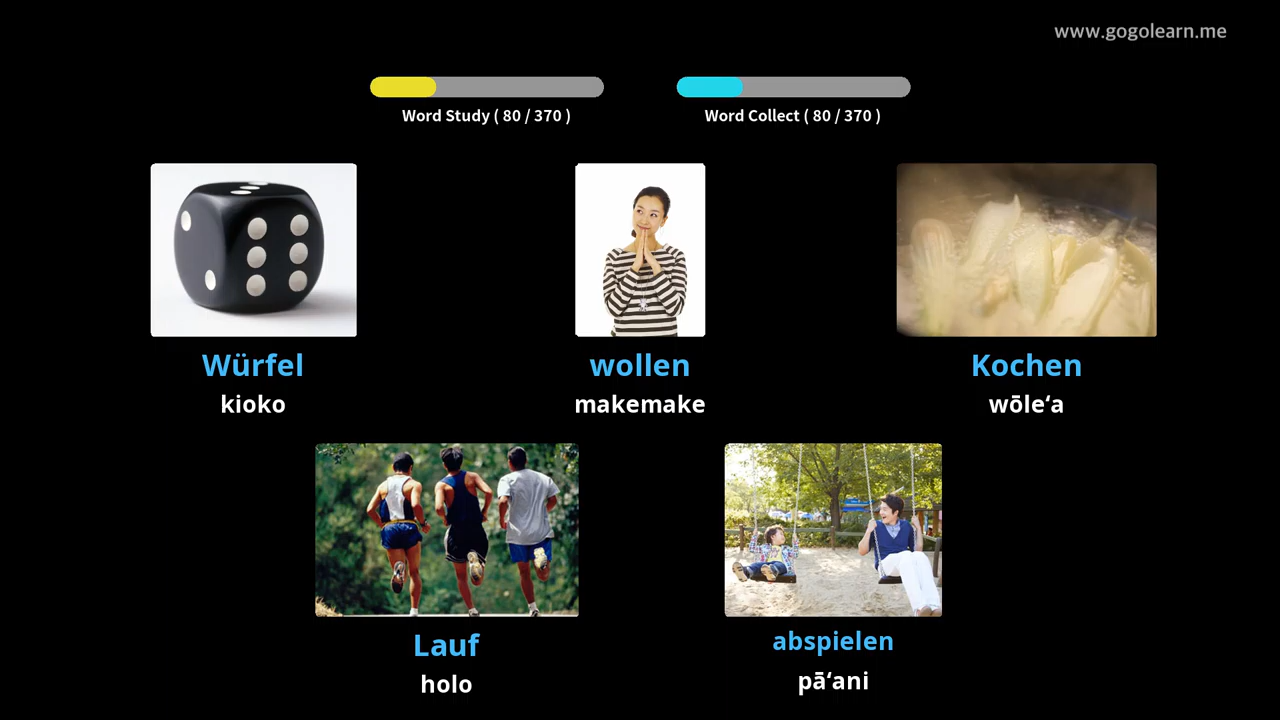 www.gogolearn.me
Word Study ( 80 / 370 )
Word Collect ( 80 / 370 )
Würfel
kioko
wollen
makemake
Kochen
wōleʻa
Lauf
holo
abspielen
pāʻani